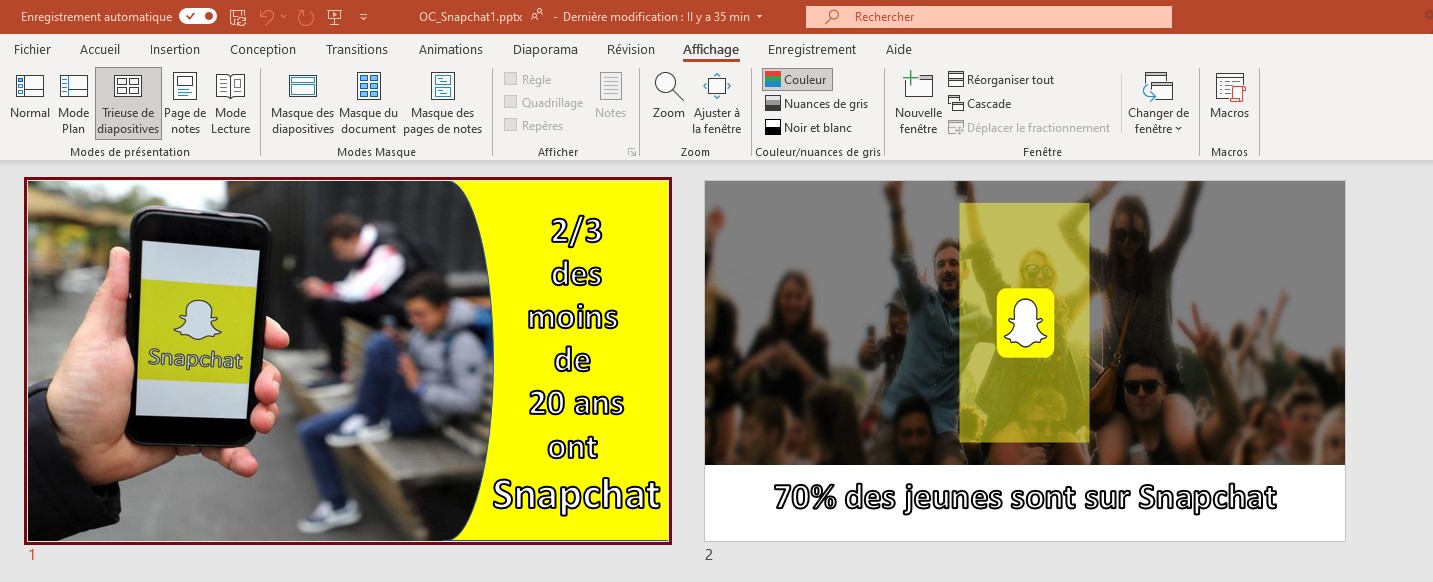 Enregistrement automatique
OC_Snapchat1.pptx - Dernière modification : Il y a 35 min
Rechercher
Fichier Accueil Insertion Conception Transitions Animations Diaporama Révision Affichage Enregistrement Aide
Normal
Mode Plan
Trieuse de diapositives
Page de notes
Mode Lecture
Modes de présentation
Masque des diapositives
Masque du document
Masque des pages de notes
Modes Masque
Règle
Quadrillage
Repères
Notes
Afficher
Zoom
Ajuster à la fenêtre
Zoom
Couleur
Nuances de gris
Noir et blanc
Couleur/nuances de gris
Nouvelle fenêtre
Réorganiser tout
Cascade
Déplacer le fractionnement
Changer de fenêtre
Fenêtre
Macros
Macros
Snapchat
2/3
des
moins
de
20 ans
ont
Snapchat
1
70% des jeunes sont sur Snapchat
2